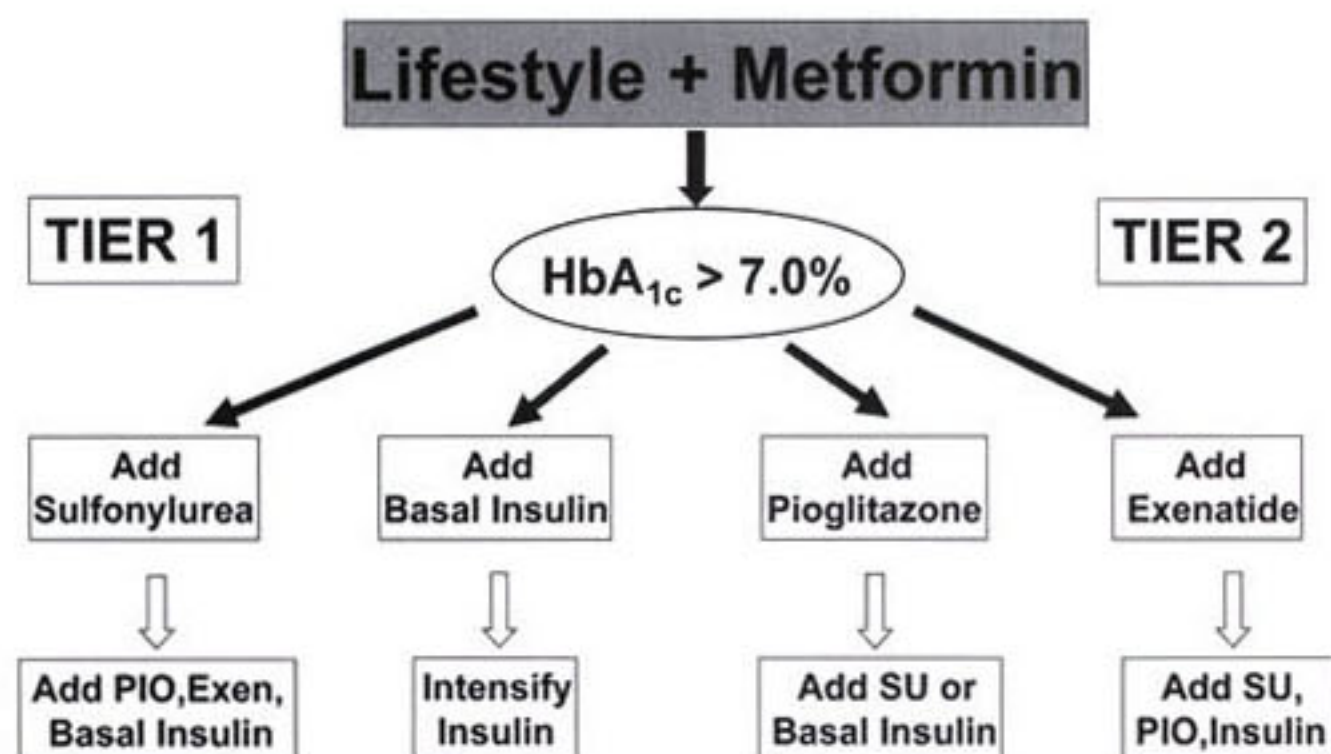 Lifestyle + Metformin
TIER 1
HbA1c > 7.0%
TIER 2
Add
Sulfonylurea
Add
Basal Insulin
Add
Pioglitazone
Add
Exenatide
Add PIO,Exen,
Basal Insulin
Intensify
Insulin
Add SU or
Basal Insulin
Add SU,
PIO,Insulin